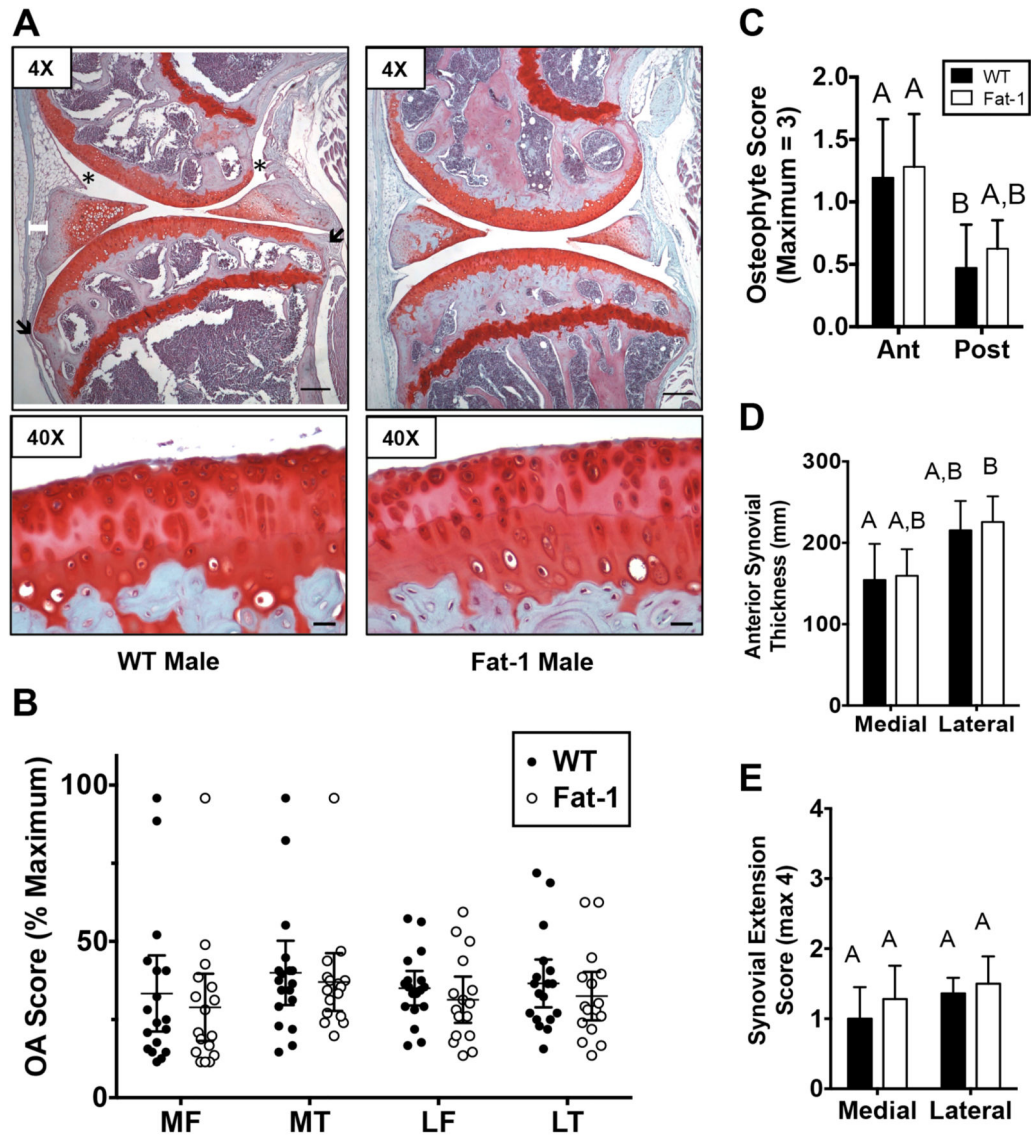 A
4X
4X
*
*
40X
40X
WT Male
Fat-1 Male
B
OA Score (% Maximum)
100
50
0
WT
Fat-1
MF
MT
LF
LT
C
Osteophyte Score
(Maximum = 3)
2.0
1.5
1.0
0.5
0.0
WT
Fat-1
A
A
B
A,B
Ant
Post
D
Anterior Synovial
Thickness (mm)
300
200
100
0
A
A,B
A,B
B
Medial
Lateral
E
Synovial Extension
Score (max 4)
4
3
2
1
0
A
A
A
A
Medial
Lateral